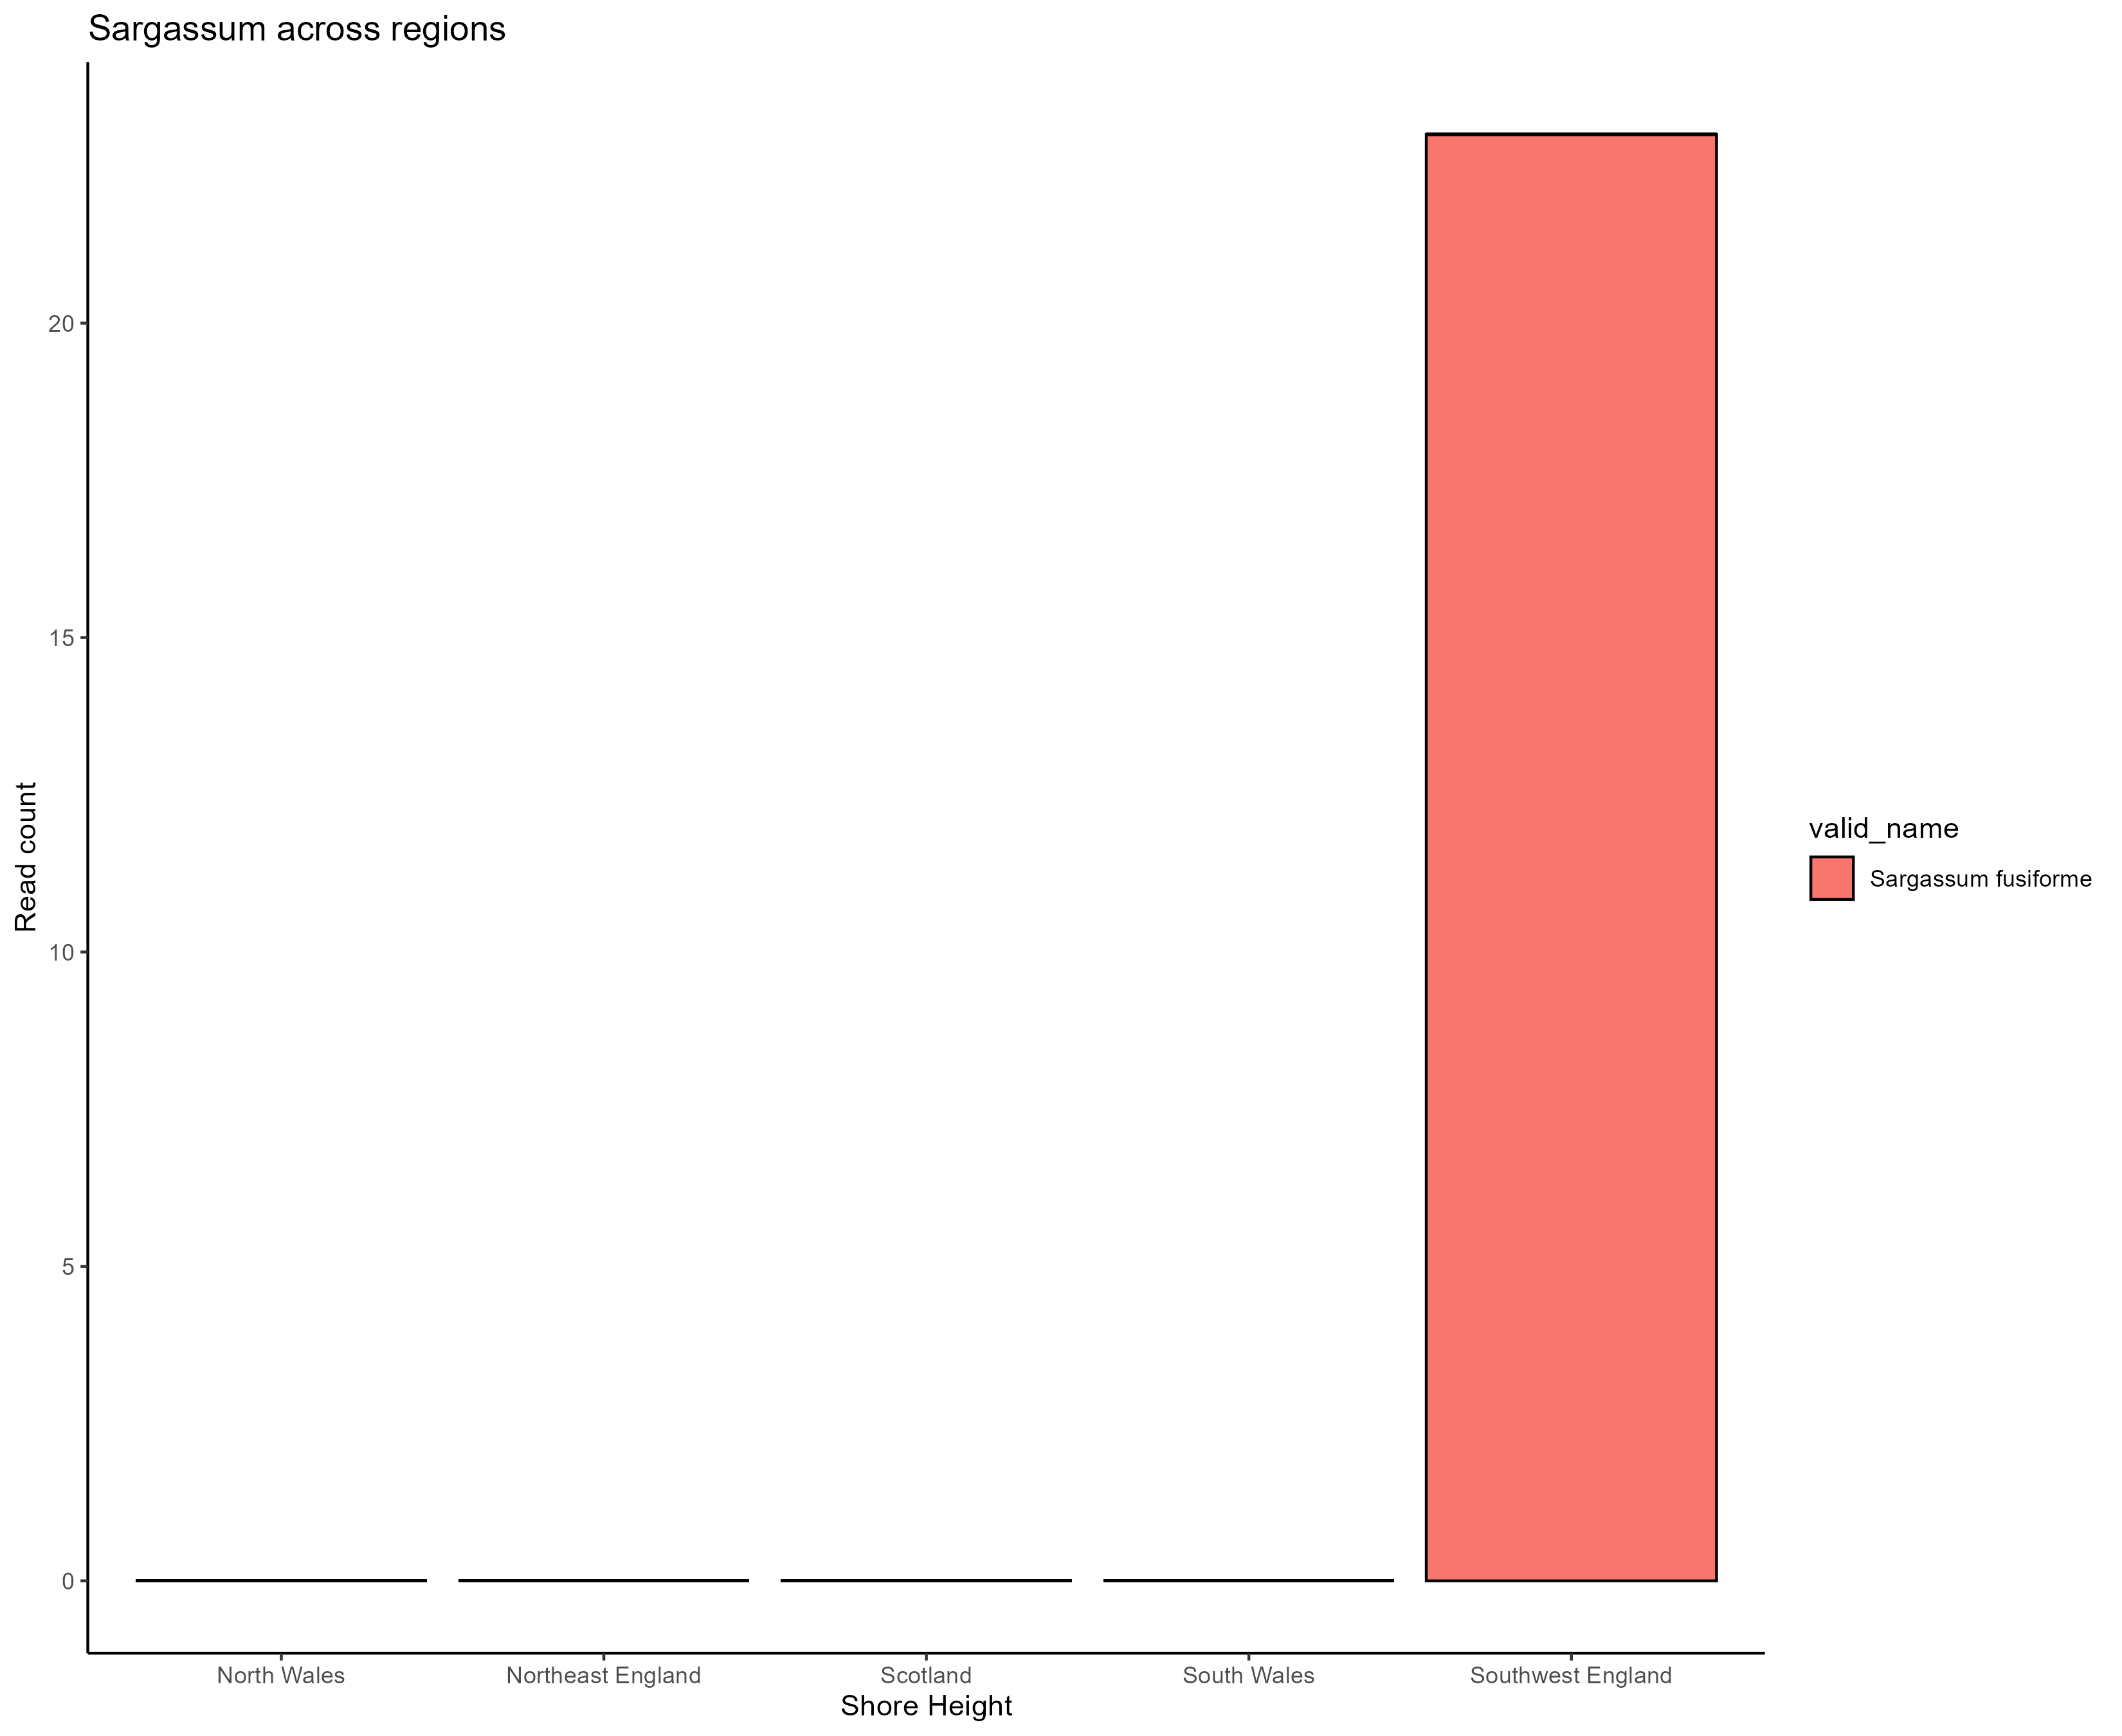 Sargassum across regions
Read count
20
15
10
5
0
North Wales
Northeast England
Scotland
South Wales
Southwest England
Shore Height
valid_name
Sargassum fusiforme